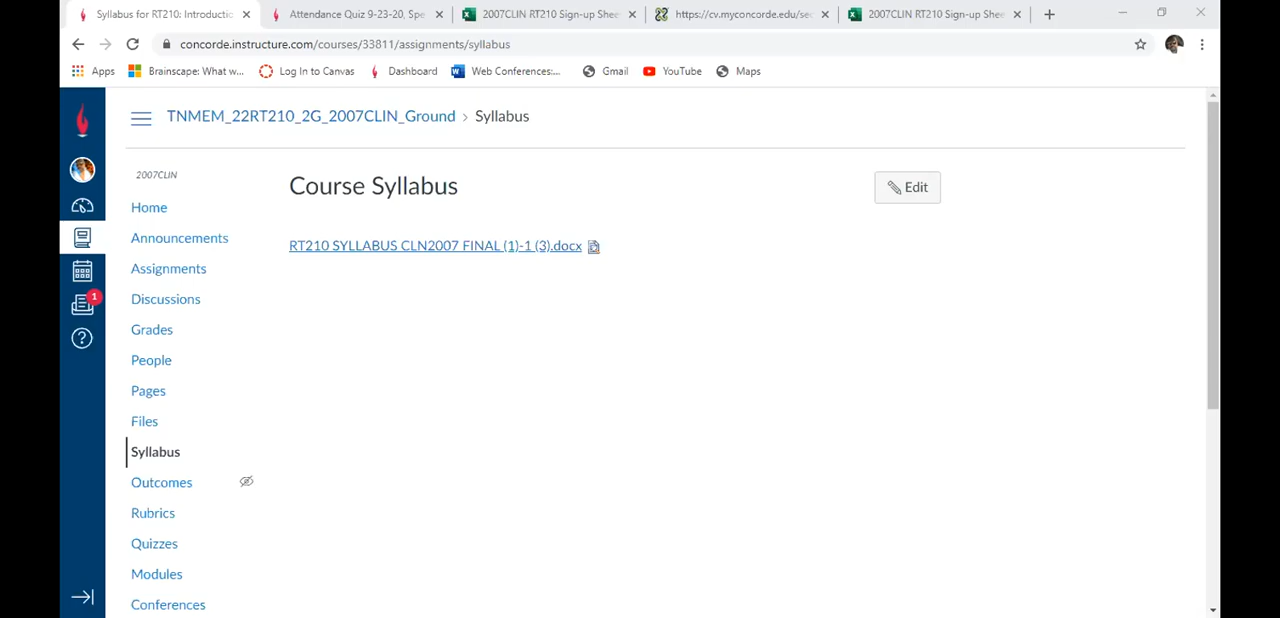 Syllabus for RT210: Introductic
Attendance Quiz 9-23-20, Spe
2007CLIN RT210 Sign-up Shee
https://cv.myconcorde.edu/sec
2007CLIN RT210 Sign-up Shee
concorde.instructure.com/courses/33811/assignments/syllabus
Apps Brainscape: What w... Log In to Canvas Dashboard Web Conferences:... Gmail YouTube Maps
TNMEM_22RT210_2G_2007CLIN_Ground > Syllabus
2007CLIN
Course Syllabus
Edit
Home
Announcements
RT210 SYLLABUS CLN2007 FINAL (1)-1 (3).docx
Assignments
Discussions
1
Grades
People
Pages
Files
Syllabus
Outcomes
Rubrics
Quizzes
Modules
Conferences